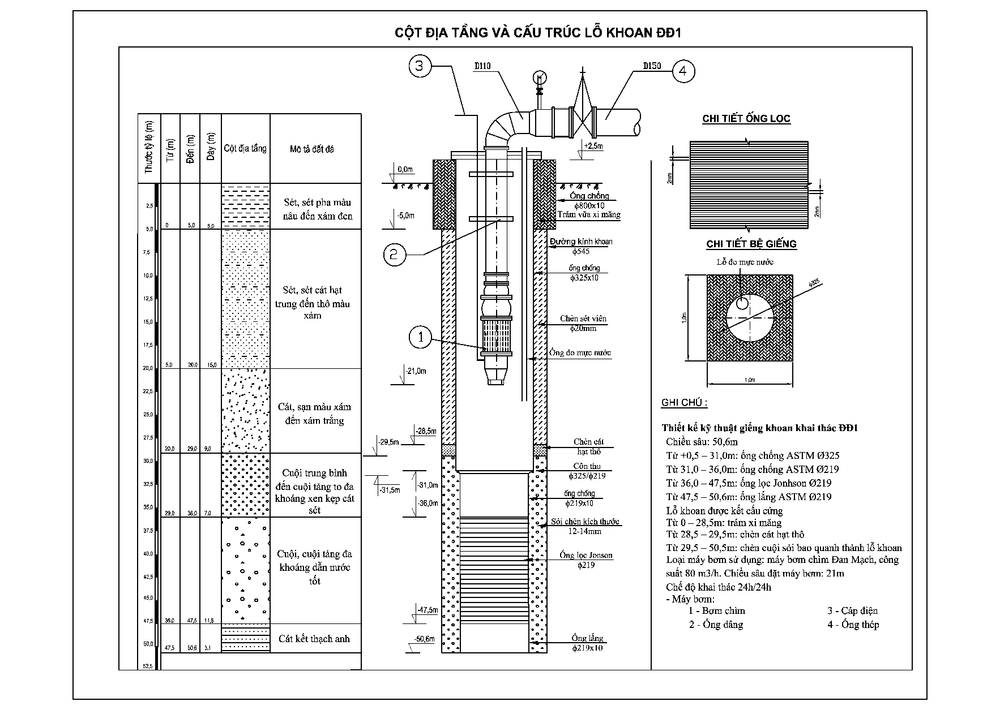 CỘT ĐỊA TẦNG VÀ CẤU TRÚC LỖ KHOAN ĐĐ1
Thước tỷ lệ (m)
Từ (m)
Đến (m)
Dày (m)
Cột địa tầng
Mô tả đất đá
2,5
5,0
7,5
10,0
12,5
15,0
17,5
20,0
22,5
25,0
27,5
30,0
32,5
35,0
37,5
40,0
42,5
45,0
47,5
50,0
52,5
0 5,0 5,0
Sét, sét pha màu
nâu đến xám đen
5,0 20,0 15,0
Sét, sét cát hạt
trung đến thô màu
xám
20,0 29,0 9,0
Cát, sạn màu xám
đến xám trắng
29,0 36,0 7,0
Cuội trung bình
đến cuội tảng to đa
khoáng xen kẹp cát
sét
36,0 47,5 11,5
Cuội, cuội tảng đa
khoáng dẫn nước
tốt
47,5 50,6 3,1
Cát kết thạch anh
3
D110
D150
4
+2,5m
0,0m
-5,0m
2
1
-21,0m
-28,5m
-29,5m
-31,0m
-31,5m
-36,0m
-47,5m
-50,6m
Ống chống
ϕ800x10
Trám vữa xi măng
Đường kính khoan
ϕ545
ống chống
ϕ325x10
Chèn sét viên
ϕ20mm
Ống đo mực nước
Chèn cát
hạt thô
Côn thu
ϕ325/ϕ219
ống chống
ϕ219x10
Sỏi chèn kích thước
12-14mm
Ống lọc Jonson
ϕ219
Ống lắng
ϕ219x10
CHI TIẾT ỐNG LỌC
2mm
2mm
CHI TIẾT BỆ GIẾNG
Lỗ đo mực nước
ϕ325
1,0m
1,0m
GHI CHÚ :
Thiết kế kỹ thuật giếng khoan khai thác ĐĐ1
Chiều sâu: 50,6m
Từ +0,5 – 31,0m: ống chống ASTM Ø325
Từ 31,0 – 36,0m: ống chống ASTM Ø219
Từ 36,0 – 47,5m: ống lọc Jonhson Ø219
Từ 47,5 – 50,6m: ống lắng ASTM Ø219
Lỗ khoan được kết cấu cứng
Từ 0 – 28,5m: trám xi măng
Từ 28,5 – 29,5m: chèn cát hạt thô
Từ 29,5 – 50,5m: chèn cuội sỏi bao quanh thành lỗ khoan
Loại máy bơm sử dụng: máy bơm chìm Đan Mạch, công
suất 80 m3/h. Chiều sâu đặt máy bơm: 21m
Chế độ khai thác 24h/24h
- Máy bơm:
1 - Bơm chìm 3 - Cáp điện
2 - Ống dâng 4 - Ống thép